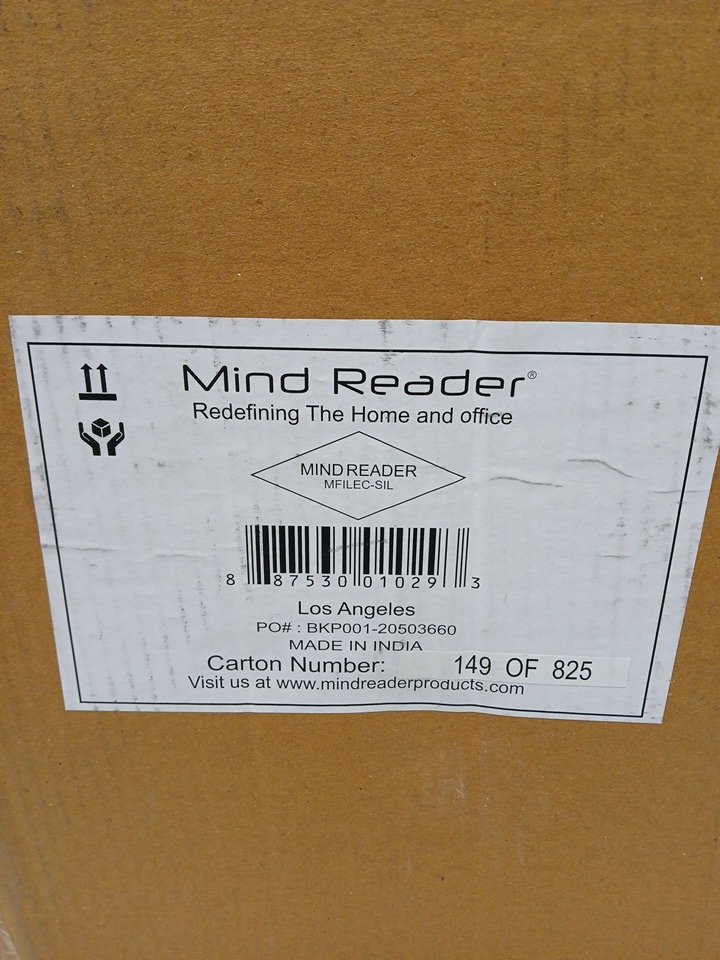 Mind Reader®
Redefining The Home and office
MIND READER
MFILEC-SIL
8 87530 01029 3
Los Angeles
PO# : BKP001-20503660
MADE IN INDIA
Carton Number: 149 OF 825
Visit us at www.mindreaderproducts.com